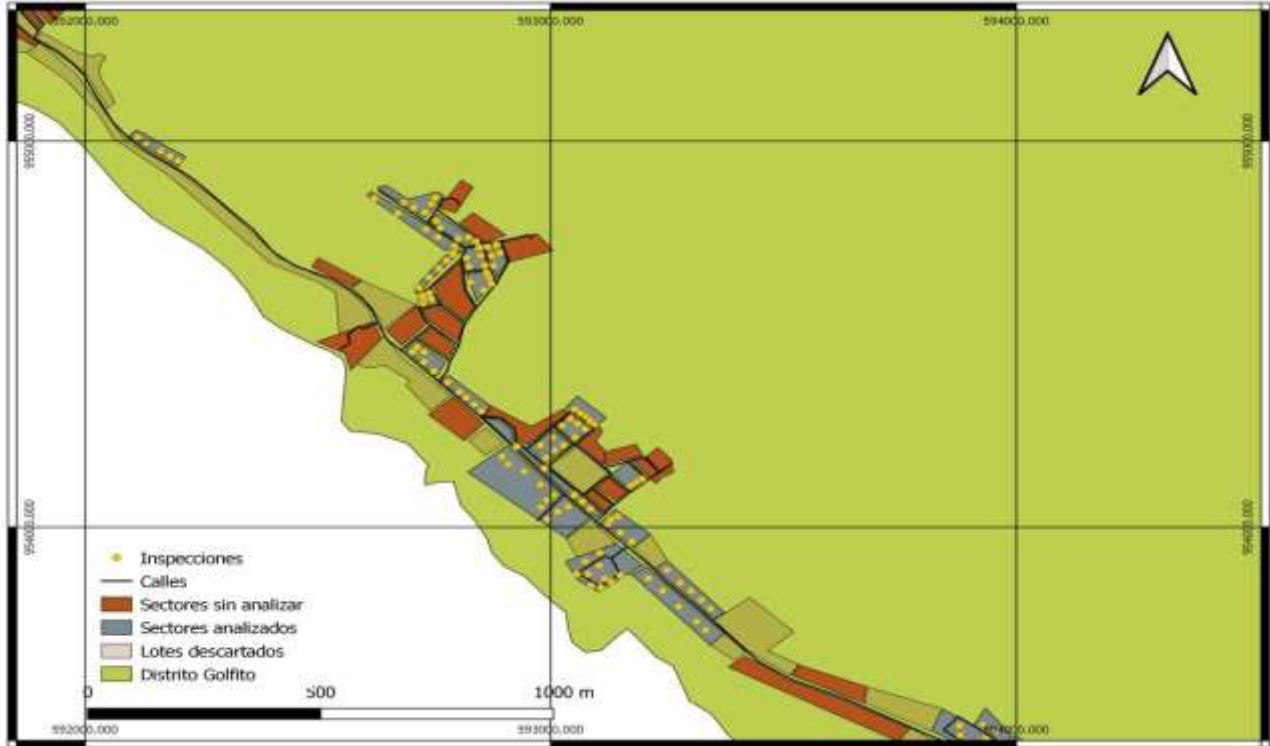 592000,000
593000,000
594000,000
955000,000
955000,000
954000,000
954000,000
Inspecciones
Calles
Sectores sin analizar
Sectores analizados
Lotes descartados
Distrito Golfito
0
500
1000 m
592000,000
593000,000
594000,000